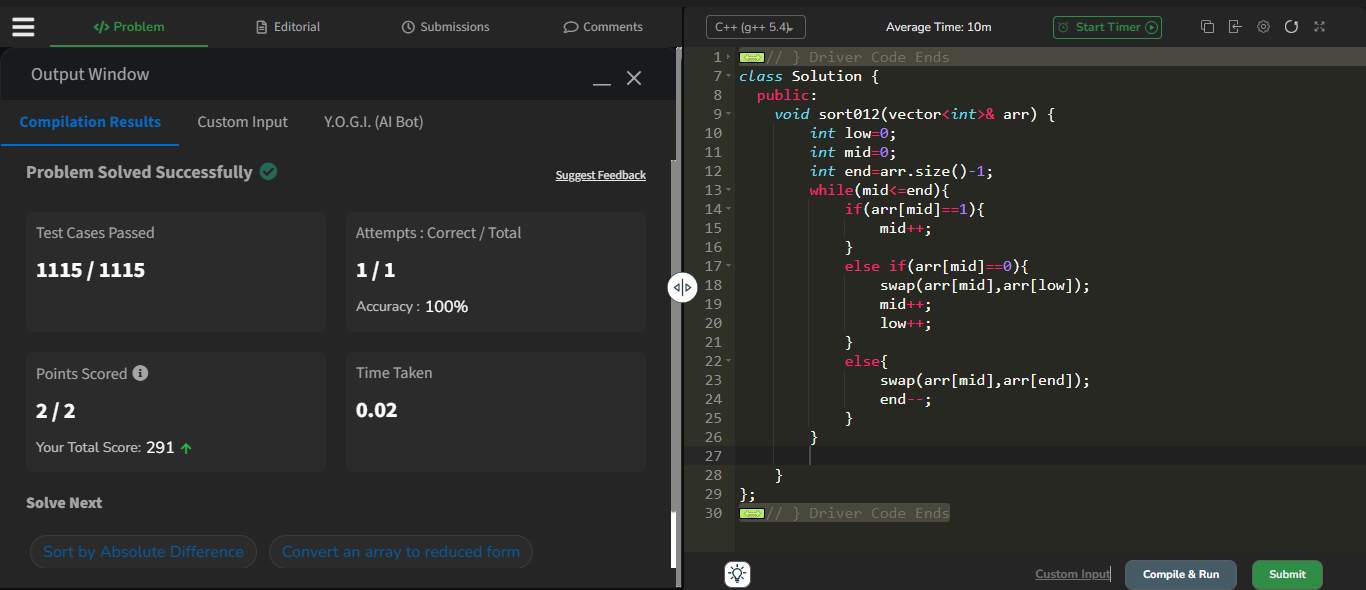 </> Problem
Editorial
Submissions
Comments
Output Window
Compilation Results
Custom Input
Y.O.G.I. (AI Bot)
Problem Solved Successfully
Suggest Feedback
Test Cases Passed
1115 / 1115
Attempts : Correct / Total
1 / 1
Accuracy : 100%
Points Scored
2 / 2
Your Total Score: 291
Time Taken
0.02
Solve Next
Sort by Absolute Difference
Convert an array to reduced form
C++ (g++ 5.4)
Average Time: 10m
Start Timer
1 // } Driver Code Ends
7 class Solution {
8   public:
9     void sort012(vector<int>& arr) {
10         int low=0;
11         int mid=0;
12         int end=arr.size()-1;
13         while(mid<=end){
14             if(arr[mid]==1){
15                 mid++;
16             }
17             else if(arr[mid]==0){
18                 swap(arr[mid],arr[low]);
19                 mid++;
20                 low++;
21             }
22             else{
23                 swap(arr[mid],arr[end]);
24                 end--;
25             }
26         }
27
28     }
29 };
30 // } Driver Code Ends
Custom Input
Compile & Run
Submit